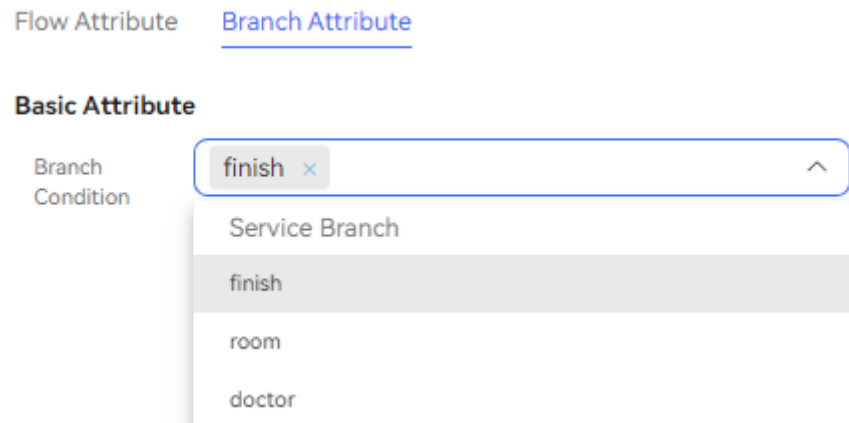 Flow Attribute Branch Attribute
Basic Attribute
Branch Condition
finish ×
Service Branch
finish
room
doctor